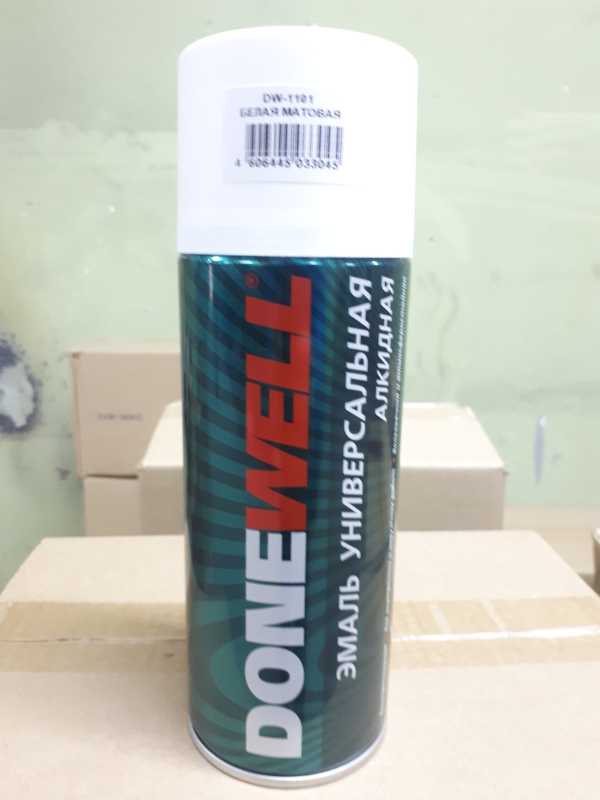 DW-1101
БЕЛАЯ МАТОВАЯ
4 606445 033045
DONEWELL®
ЭМАЛЬ УНИВЕРСАЛЬНАЯ
АЛКИДНАЯ